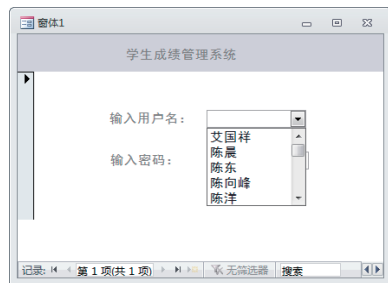 窗体1
学生成绩管理系统
输入用户名：
艾国祥
陈晨
陈东
陈向峰
陈洋
输入密码：
记录: 第 1 项(共 1 项) 无筛选器 搜索